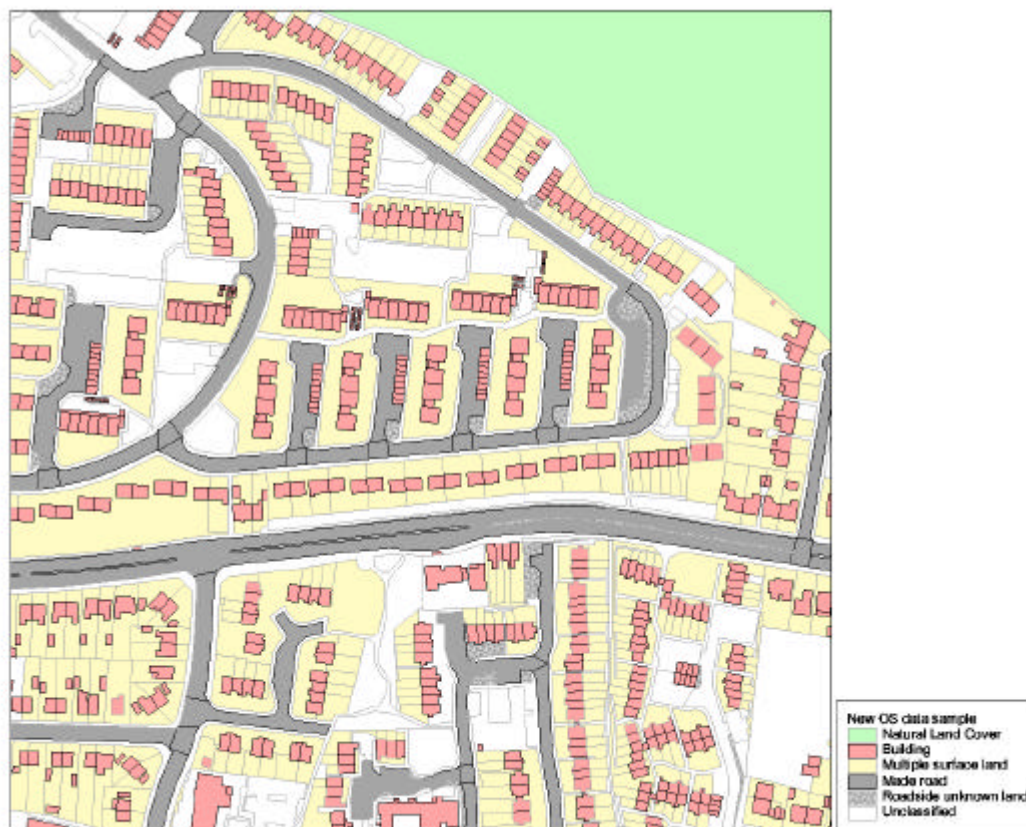 New OS data sample
Natural Land Cover
Building
Multiple surface land
Made road
Roadside unknown land
Unclassified